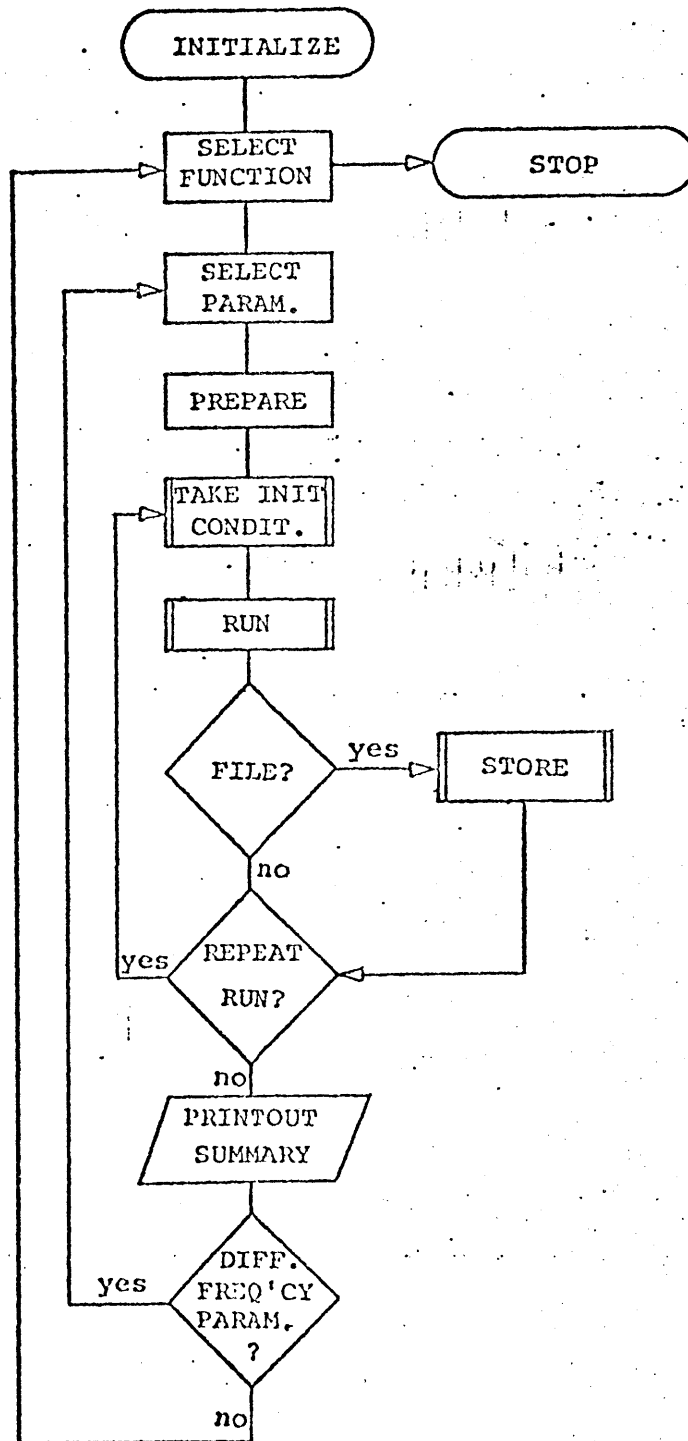 INITIALIZE
SELECT
FUNCTION
STOP
SELECT
PARAM.
PREPARE
TAKE INIT
CONDIT.
RUN
FILE?
yes
STORE
no
REPEAT
RUN?
yes
no
PRINTOUT
SUMMARY
DIFF.
FREQ'CY
PARAM.
?
yes
no